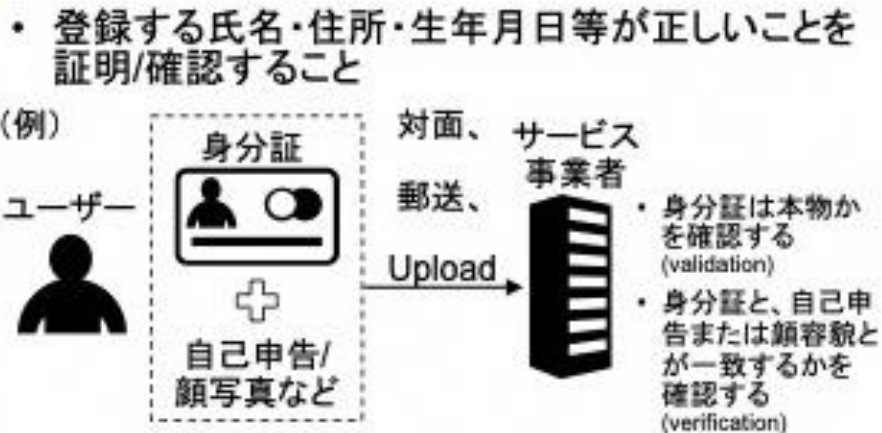 ・ 登録する氏名・住所・生年月日等が正しいことを
証明/確認すること
(例)
ユーザー
身分証
自己申告/
顔写真など
対面、
郵送、
Upload
サービス
事業者
・ 身分証は本物か
を確認する
(validation)
・ 身分証と、自己申
告または顔容貌と
が一致するかを
確認する
(verification)